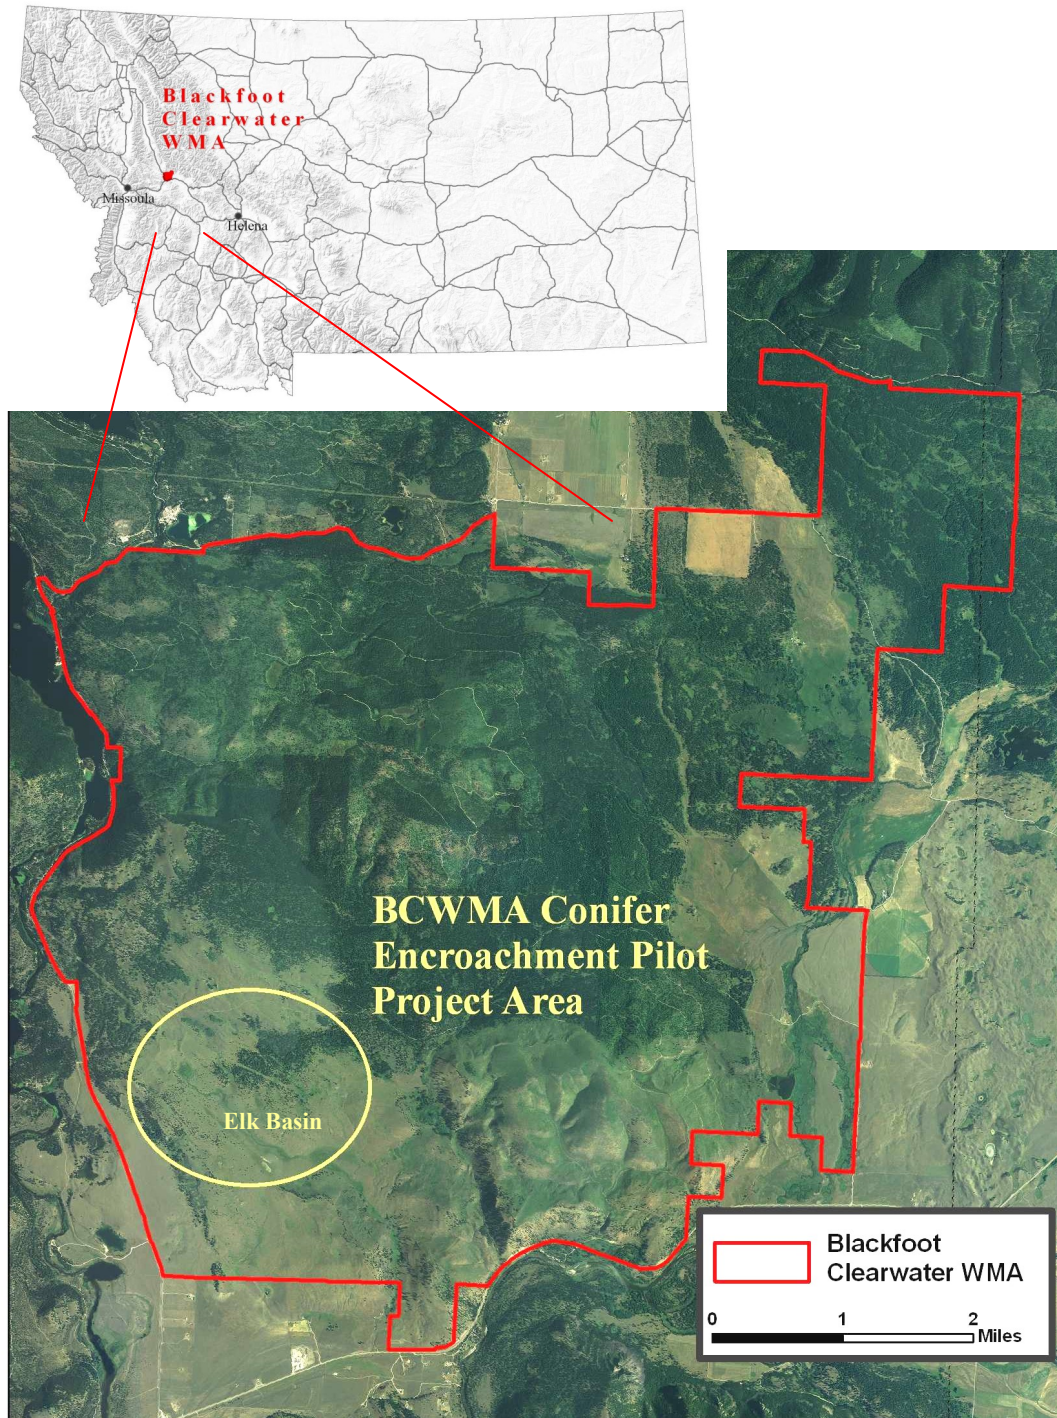 Blackfoot
Clearwater
WMA
Missoula
Helena
BCWMA Conifer
Encroachment Pilot
Project Area
Elk Basin
Blackfoot
Clearwater WMA
0 1 2
Miles